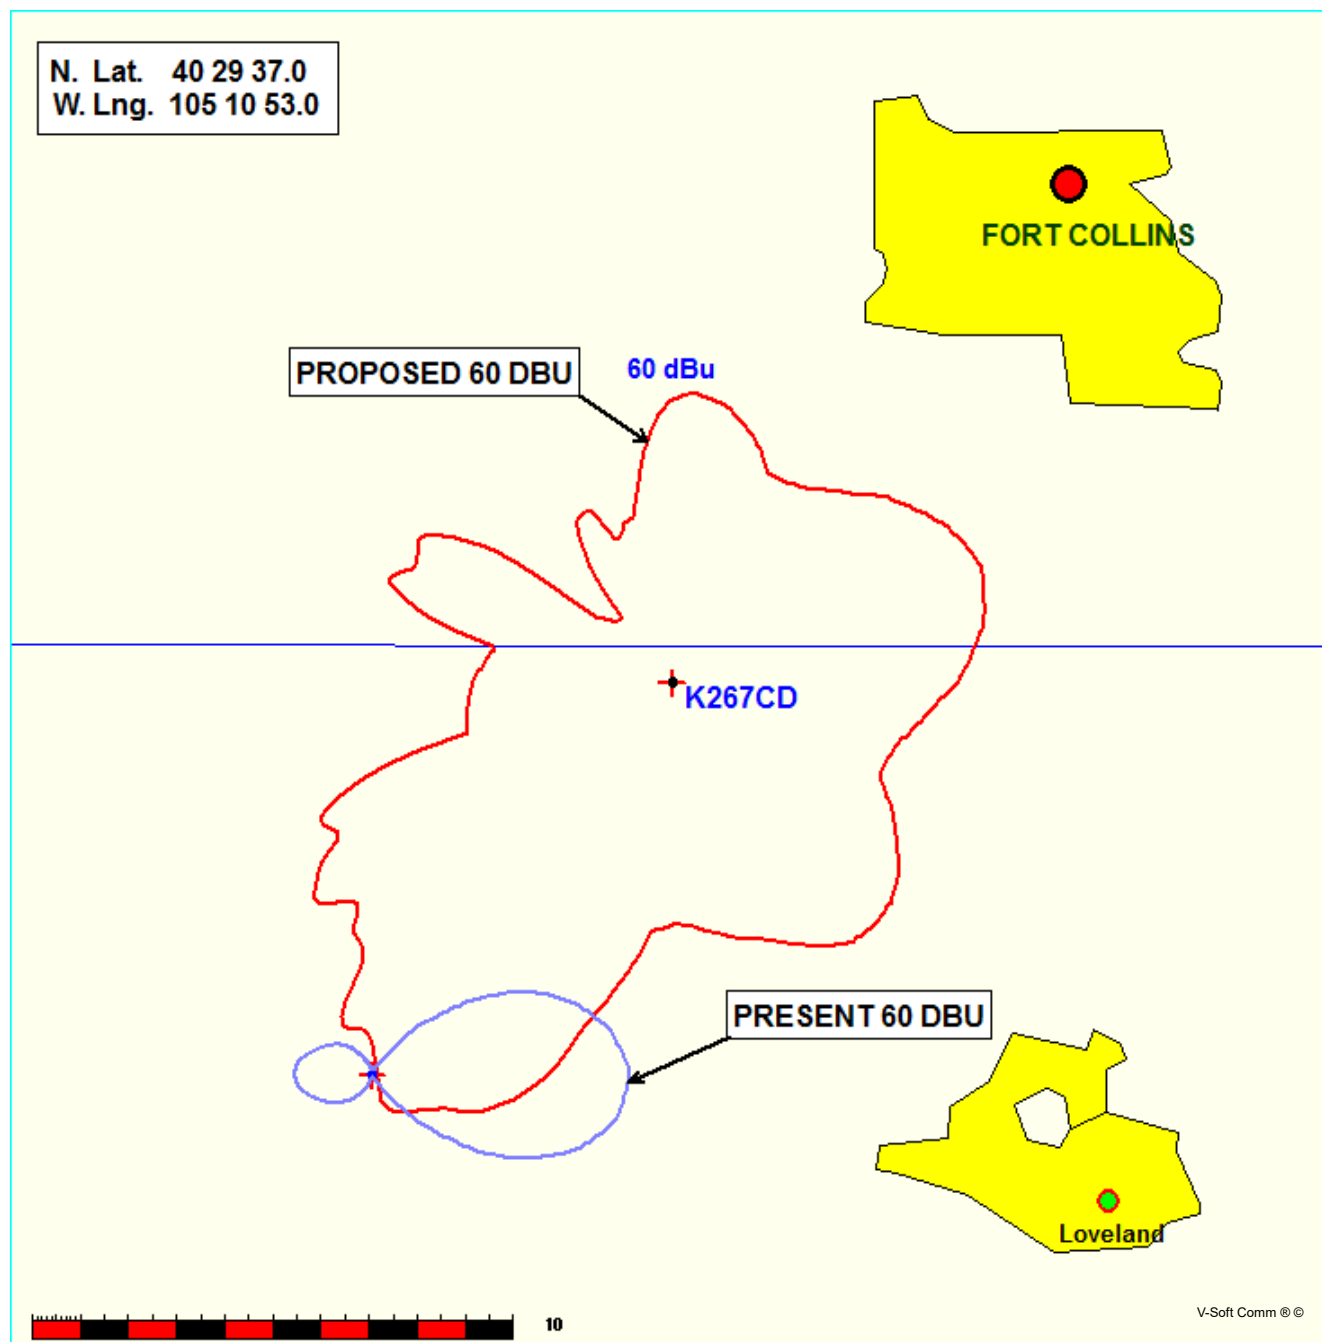 N. Lat. 40 29 37.0
W. Lng. 105 10 53.0
FORT COLLINS
PROPOSED 60 DBU
60 dBu
K267CD
PRESENT 60 DBU
Loveland
V-Soft Comm ® ©
10